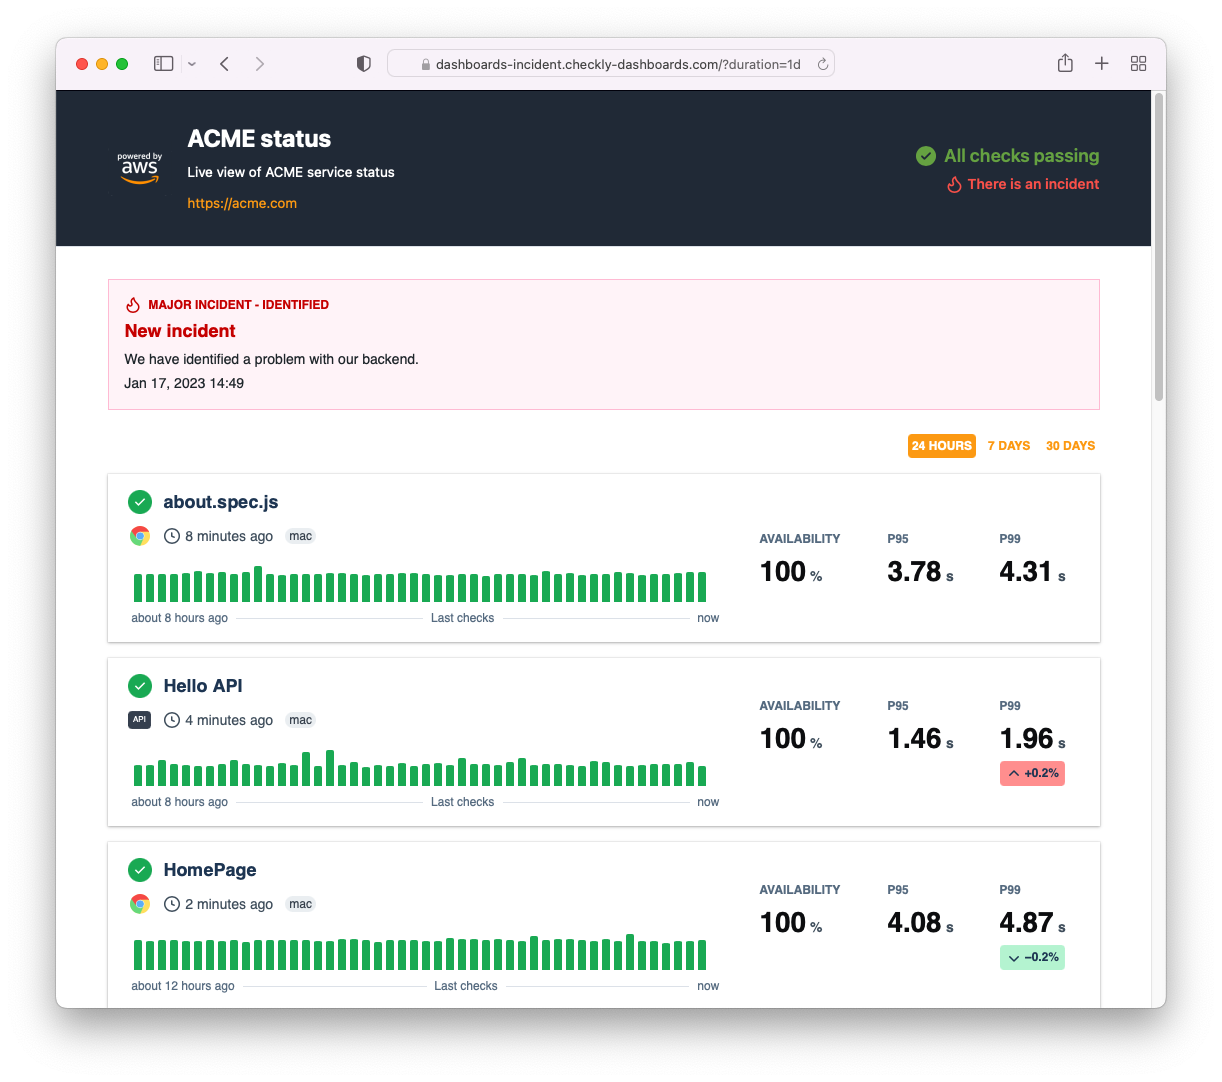 dashboards-incident.checkly-dashboards.com/?duration=1d
powered by
aws
ACME status
Live view of ACME service status
https://acme.com
All checks passing
There is an incident
MAJOR INCIDENT - IDENTIFIED
New incident
We have identified a problem with our backend.
Jan 17, 2023 14:49
24 HOURS 7 DAYS 30 DAYS
about.spec.js
8 minutes ago mac
AVAILABILITY P95 P99
100 % 3.78 s 4.31 s
about 8 hours ago Last checks now
Hello API
API 4 minutes ago mac
AVAILABILITY P95 P99
100 % 1.46 s 1.96 s
+0.2%
about 8 hours ago Last checks now
HomePage
2 minutes ago mac
AVAILABILITY P95 P99
100 % 4.08 s 4.87 s
−0.2%
about 12 hours ago Last checks now